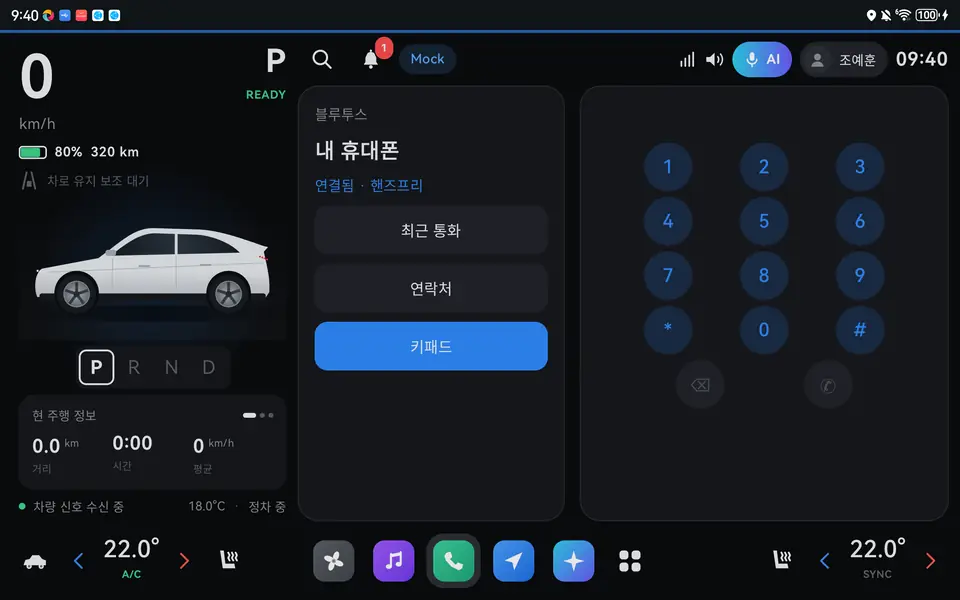 9:40
100
0
P
READY
km/h
80% 320 km
차로 유지 보조 대기
P R N D
현 주행 정보
0.0 km
0:00
0 km/h
거리
시간
평균
차량 신호 수신 중
18.0°C · 정차 중
1
Mock
AI
조예훈
09:40
블루투스
내 휴대폰
연결됨 · 핸즈프리
최근 통화
연락처
키패드
1 2 3
4 5 6
7 8 9
* 0 #
22.0°
A/C
22.0°
SYNC